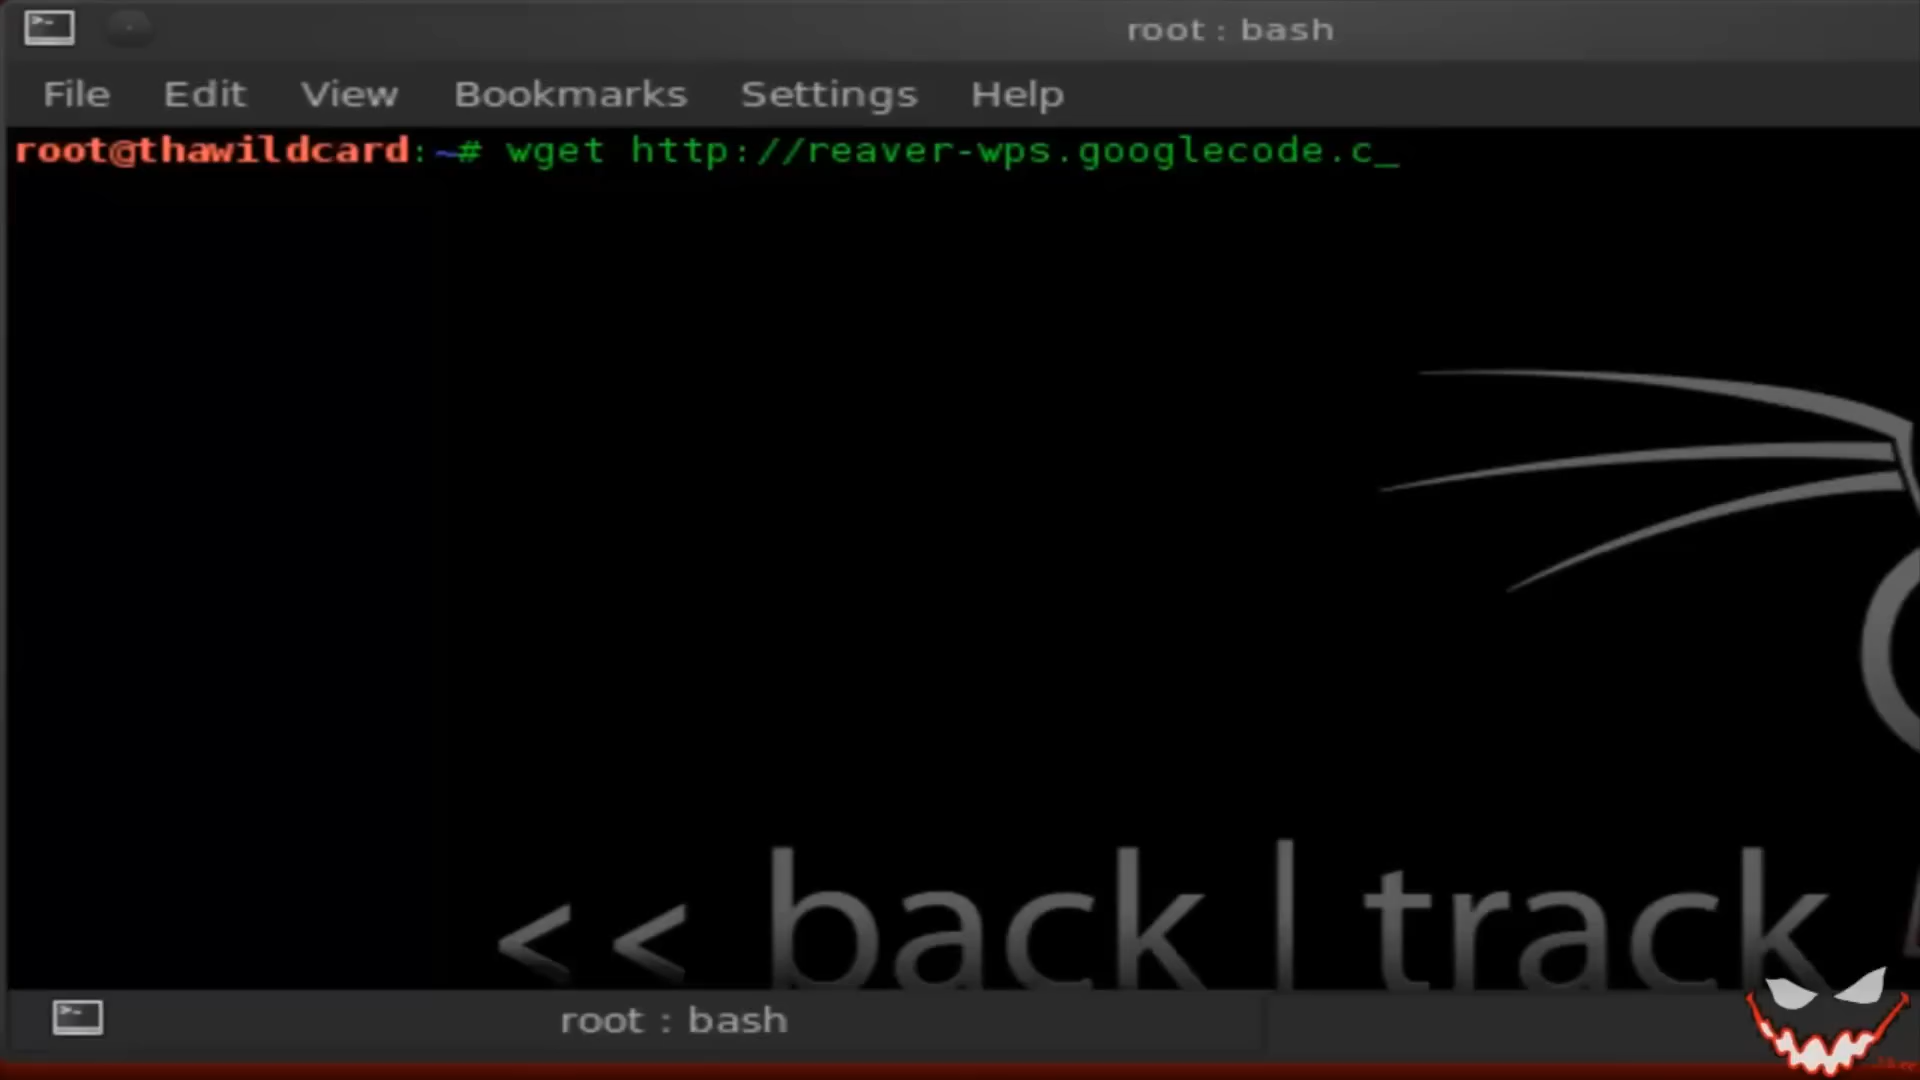 root : bash
File Edit View Bookmarks Settings Help
root@thawildcard:~# wget http://reaver-wps.googlecode.c_
<< back | track
root : bash